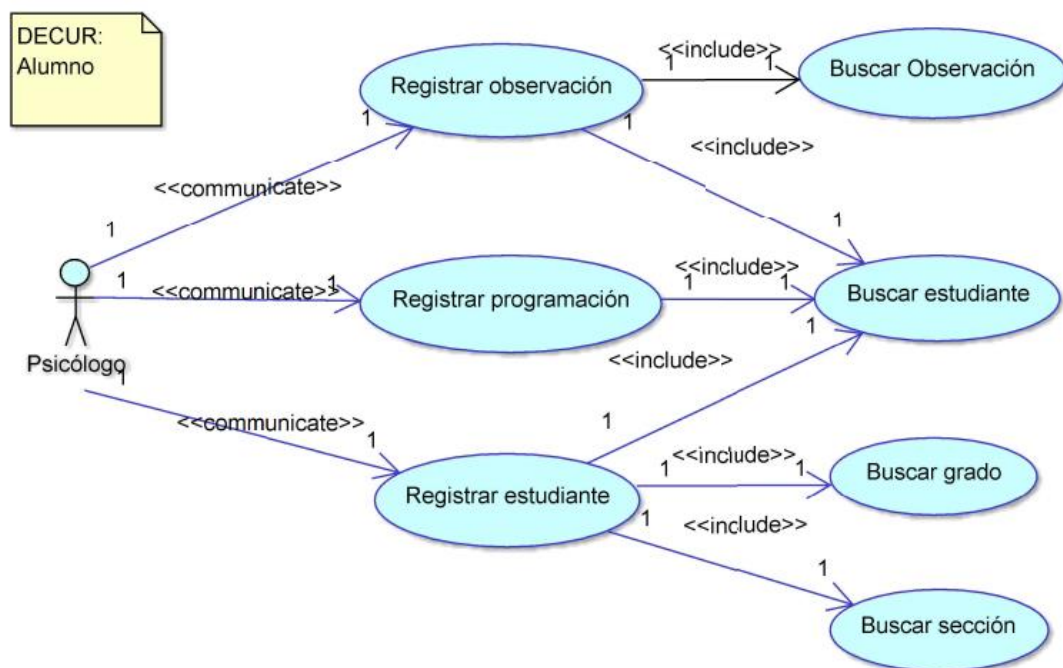 DECUR:
Alumno
Registrar observación
<<include>>
1
1
Buscar Observación
1
1
<<include>>
<<communicate>>
1
1
1
<<communicate>>
1
Registrar programación
<<include>>
1
1
Buscar estudiante
Psicólogo
1
<<communicate>>
1
<<include>>
1
1
Registrar estudiante
<<include>>
1
1
Buscar grado
1
<<include>>
1
Buscar sección